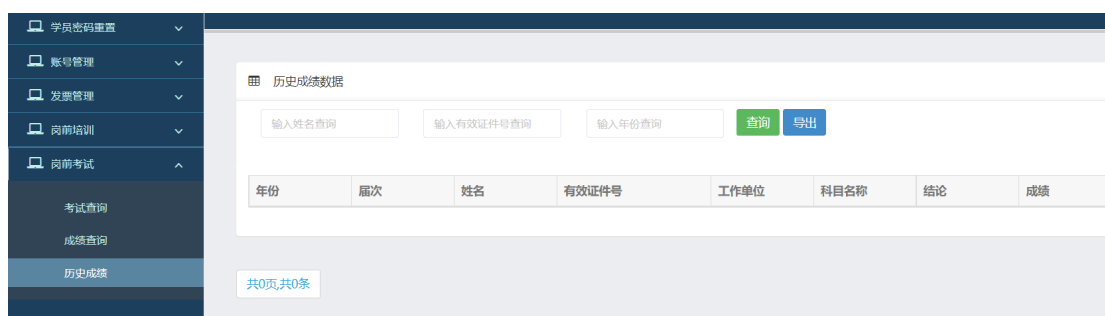 学员密码重置
账号管理
发票管理
岗前培训
岗前考试
考试查询
成绩查询
历史成绩
历史成绩数据
输入姓名查询 输入有效证件号查询 输入年份查询 查询 导出
年份 届次 姓名 有效证件号 工作单位 科目名称 结论 成绩
共0页,共0条